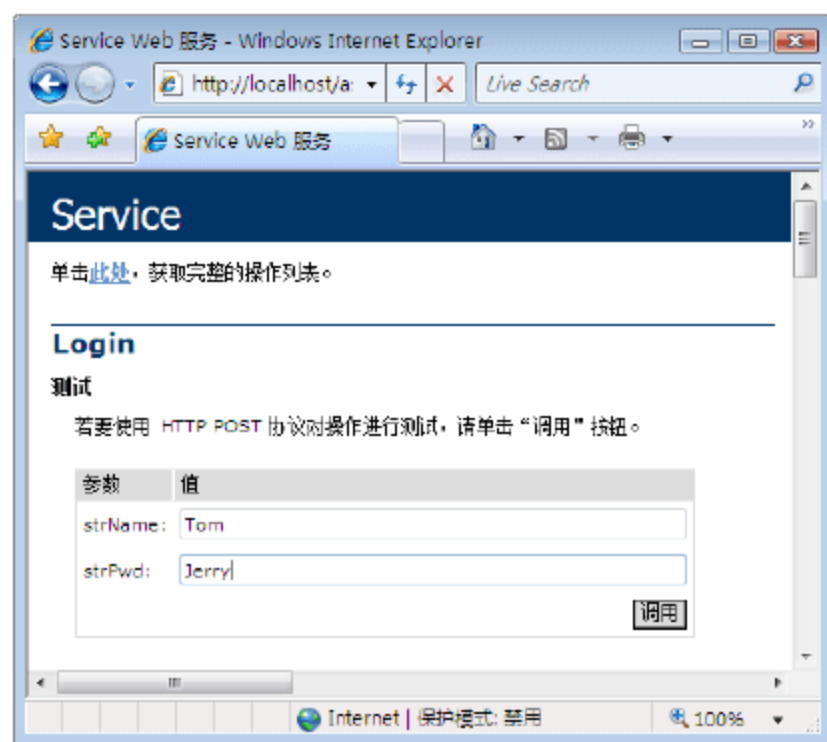 Service Web 服务 - Windows Internet Explorer
http://localhost/a:
Live Search
Service Web 服务
Service
单击此处，获取完整的操作列表。
Login
测试
若要使用 HTTP POST 协议对操作进行测试，请单击“调用”按钮。
参数 值
strName: Tom
strPwd: Jerry
调用
Internet | 保护模式: 禁用 100%